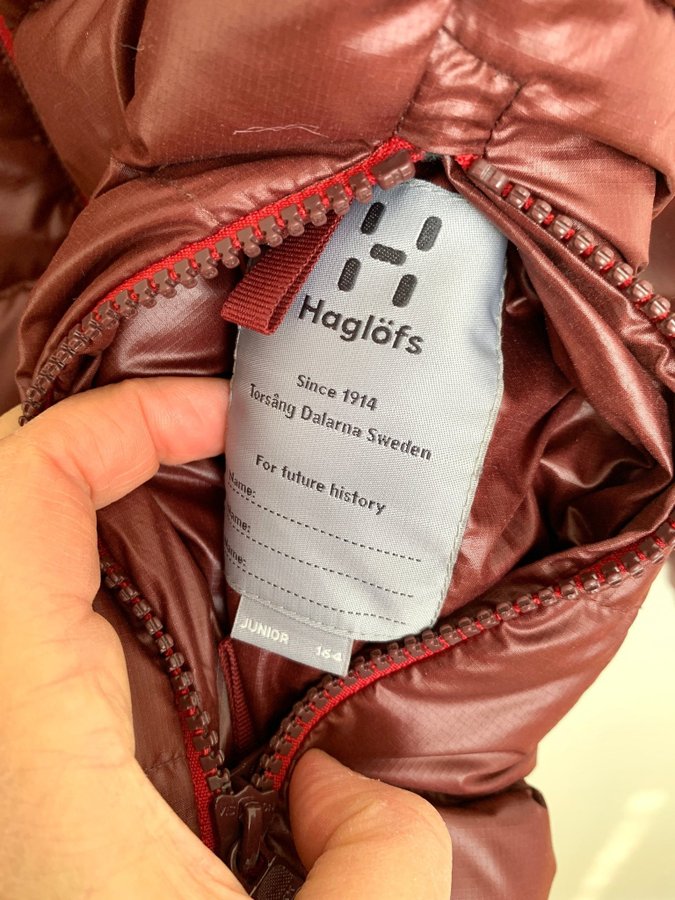 Haglöfs
Since 1914
Torsång Dalarna Sweden
For future history
Name:
Name:
Name:
JUNIOR 164